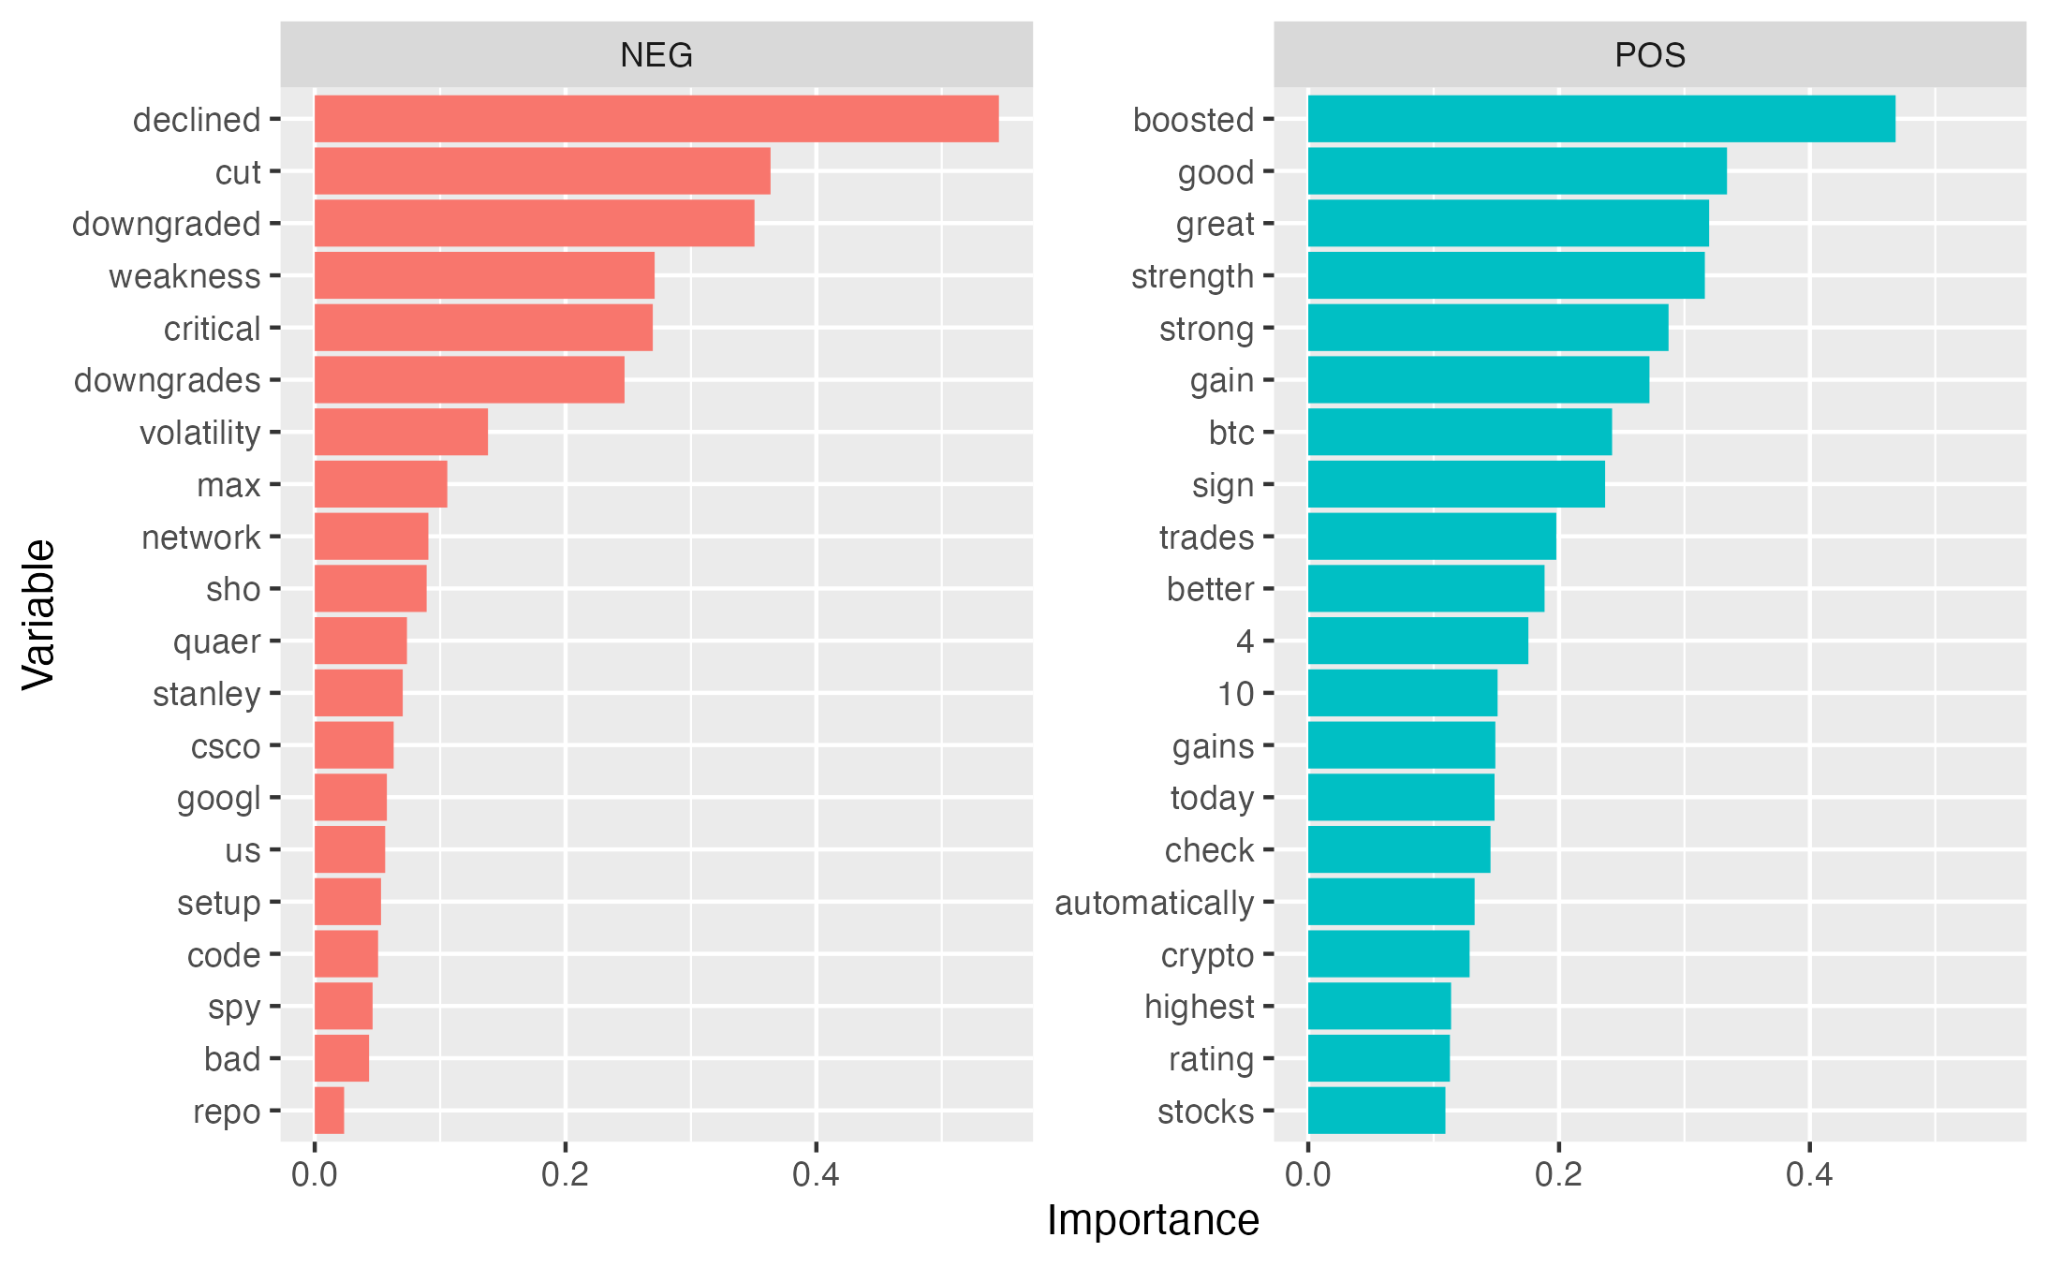 NEG
POS
Variable
declined
cut
downgraded
weakness
critical
downgrades
volatility
max
network
sho
quaer
stanley
csco
googl
us
setup
code
spy
bad
repo
0.0 0.2 0.4
boosted
good
great
strength
strong
gain
btc
sign
trades
better
4
10
gains
today
check
automatically
crypto
highest
rating
stocks
0.0 0.2 0.4
Importance